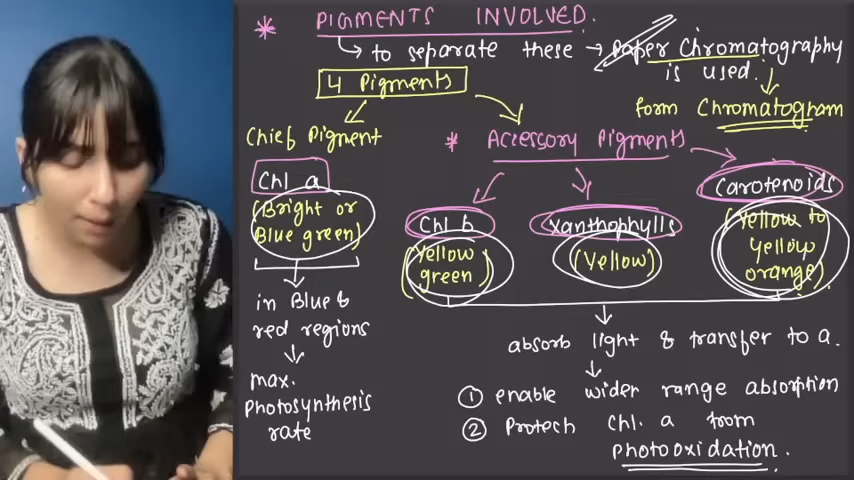 * PIGMENTS INVOLVED.
to separate these → Paper Chromatography
is used.
form Chromatogram
4 Pigments
Chief Pigment
* Accessory Pigments
Chl a
(Bright or
Blue green)
Chl b
(Yellow
green)
Xanthophylls
(Yellow)
Carotenoids
(Yellow to
Yellow
orange)
in Blue &
red regions
max.
photosynthesis
rate
absorb light & transfer to a.
① enable wider range absorption
② Protech Chl. a from
photooxidation.